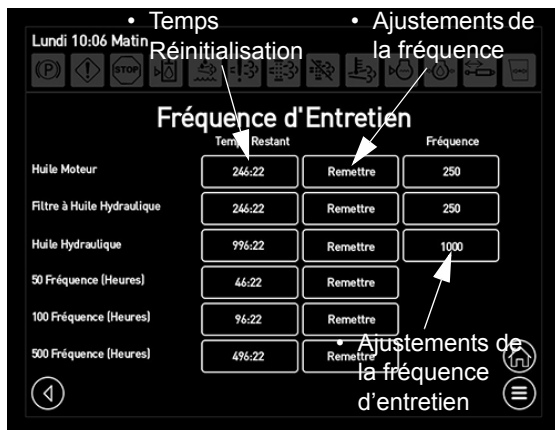 • Temps
Réinitialisation
• Ajustements de
la fréquence
Lundi 10:06 Matin
(P) STOP
Fréquence d'Entretien
Temps Restant Fréquence
Huile Moteur 246:22 Remettre 250
Filtre à Huile Hydraulique 246:22 Remettre 250
Huile Hydraulique 996:22 Remettre 1000
50 Fréquence (Heures) 46:22 Remettre
100 Fréquence (Heures) 96:22 Remettre
500 Fréquence (Heures) 496:22 Remettre
• Ajustements de
la fréquence
d'entretien